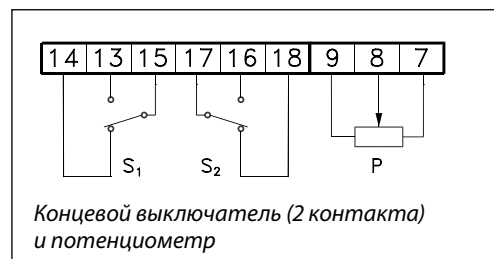 14 13 15 17 16 18 9 8 7
S₁ S₂ P
Концевой выключатель (2 контакта)
и потенциометр